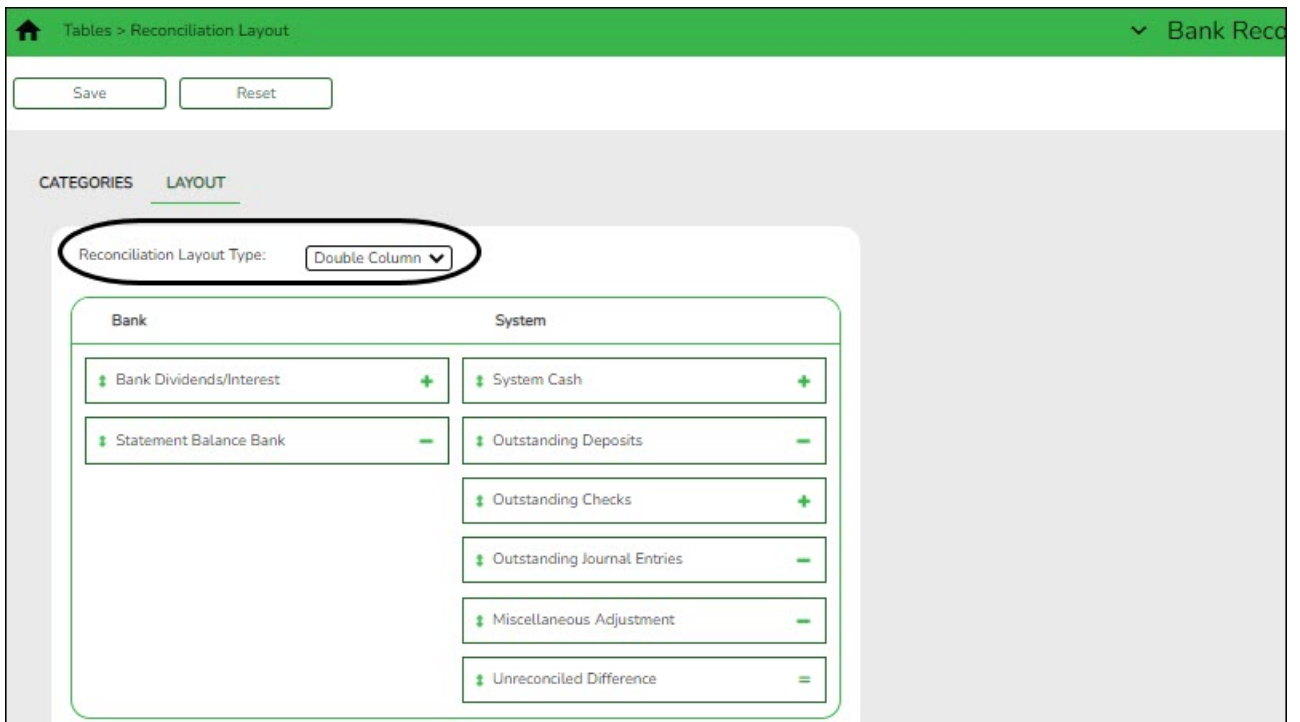 Tables > Reconciliation Layout
Bank Reco
Save Reset
CATEGORIES LAYOUT
Reconciliation Layout Type: Double Column
Bank System
Bank Dividends/Interest + System Cash +
Statement Balance Bank − Outstanding Deposits −
Outstanding Checks +
Outstanding Journal Entries −
Miscellaneous Adjustment −
Unreconciled Difference =